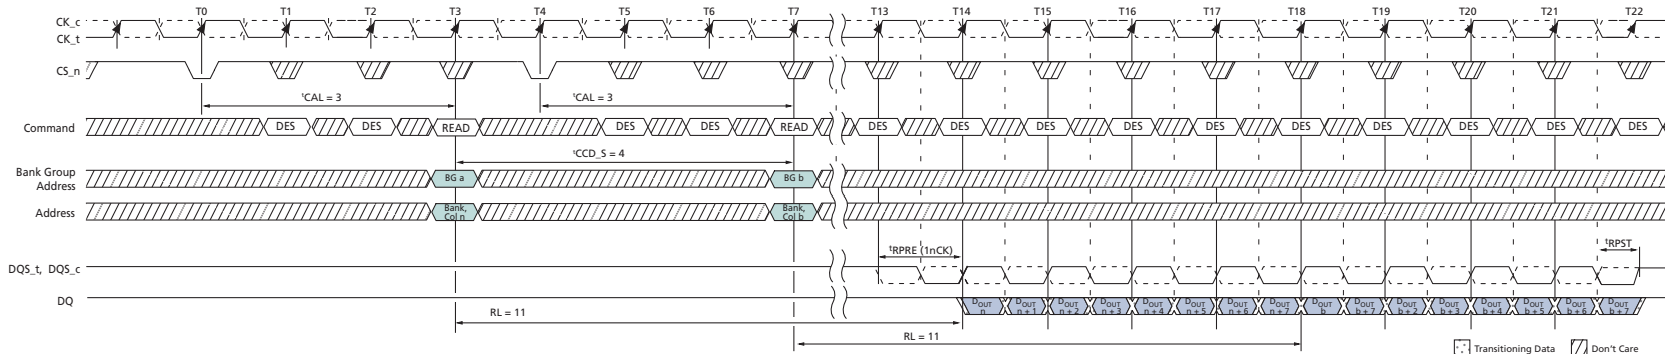 CK_c
CK_t
T0 T1 T2 T3 T4 T5 T6 T7 T13 T14 T15 T16 T17 T18 T19 T20 T21 T22
CS_n
tCAL = 3 tCAL = 3
Command DES DES READ DES DES READ DES DES DES DES DES DES DES DES DES DES
tCCD_S = 4
Bank Group
Address
BG a BG b
Address
Bank,
Col n
Bank,
Col b
tRPRE (1nCK) tRPST
DQS_t, DQS_c
DQ
DOUT
n
DOUT
n + 1
DOUT
n + 2
DOUT
n + 3
DOUT
n + 4
DOUT
n + 5
DOUT
n + 6
DOUT
n + 7
DOUT
b
DOUT
b + 7
DOUT
b + 2
DOUT
b + 3
DOUT
b + 4
DOUT
b + 5
DOUT
b + 6
DOUT
b + 7
RL = 11
RL = 11
Transitioning Data Don't Care